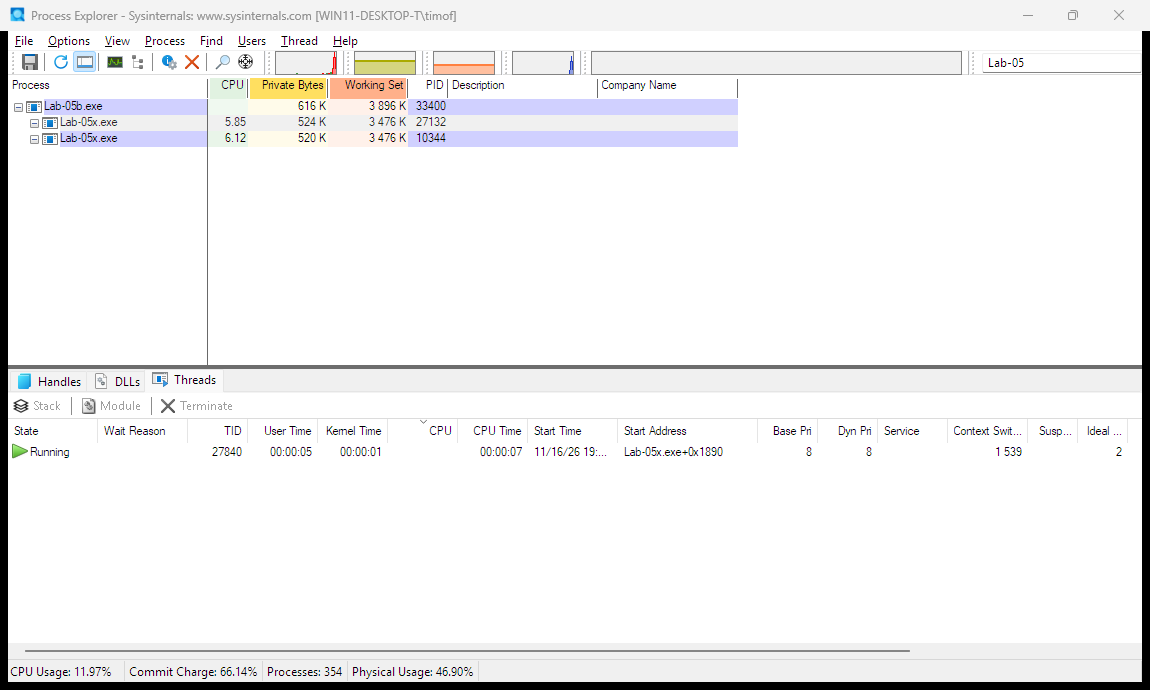 Process Explorer - Sysinternals: www.sysinternals.com [WIN11-DESKTOP-T\timof]
File Options View Process Find Users Thread Help
Lab-05
Process CPU Private Bytes Working Set PID Description Company Name
Lab-05b.exe 616 K 3 896 K 33400
Lab-05x.exe 5.85 524 K 3 476 K 27132
Lab-05x.exe 6.12 520 K 3 476 K 10344
Handles DLLs Threads
Stack Module Terminate
State Wait Reason TID User Time Kernel Time CPU CPU Time Start Time Start Address Base Pri Dyn Pri Service Context Swit... Susp... Ideal ...
Running 27840 00:00:05 00:00:01 00:00:07 11/16/26 19:... Lab-05x.exe+0x1890 8 8 1 539 2
CPU Usage: 11.97% Commit Charge: 66.14% Processes: 354 Physical Usage: 46.90%